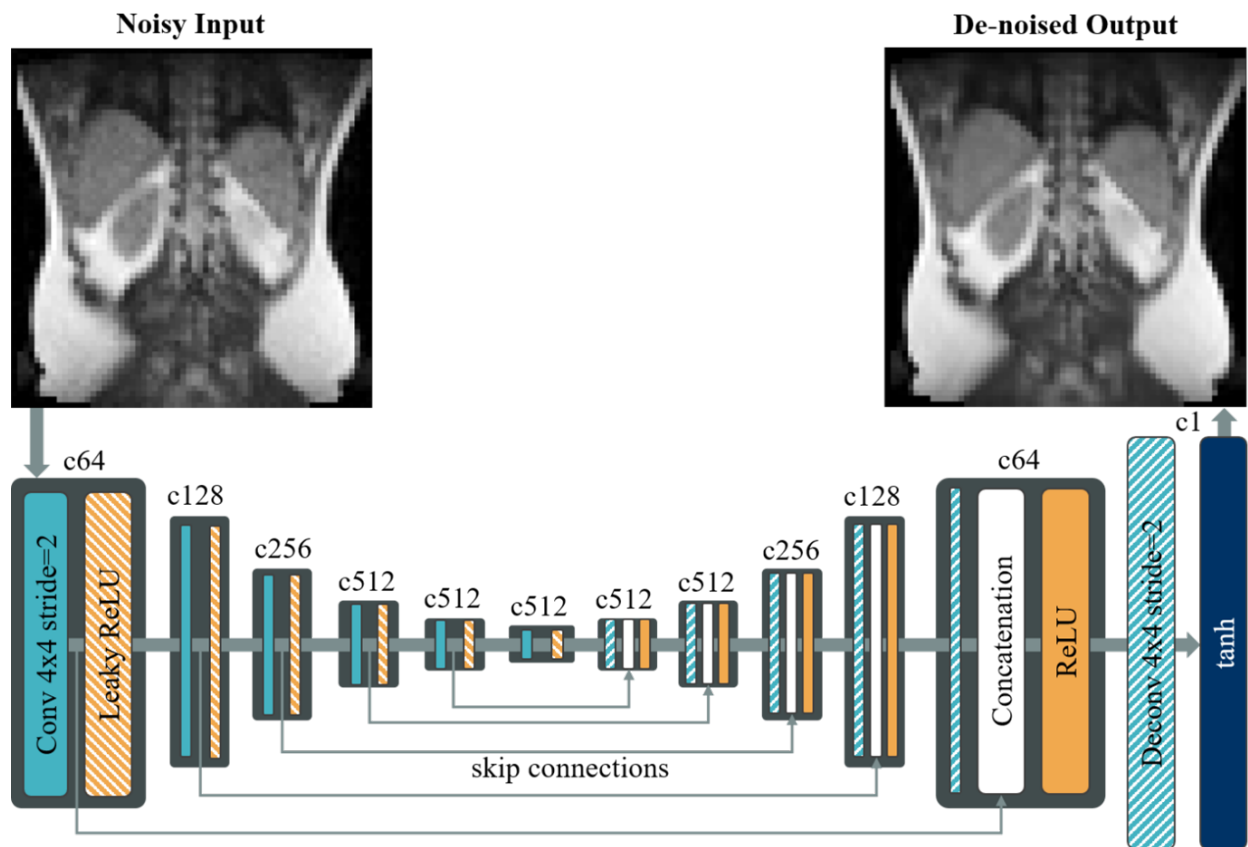 Noisy Input
De-noised Output
c1
c64
c128
c256
c512
c512
c512
c512
c512
c256
c128
c64
Conv 4x4 stride=2
Leaky ReLU
Concatenation
ReLU
Deconv 4x4 stride=2
tanh
skip connections